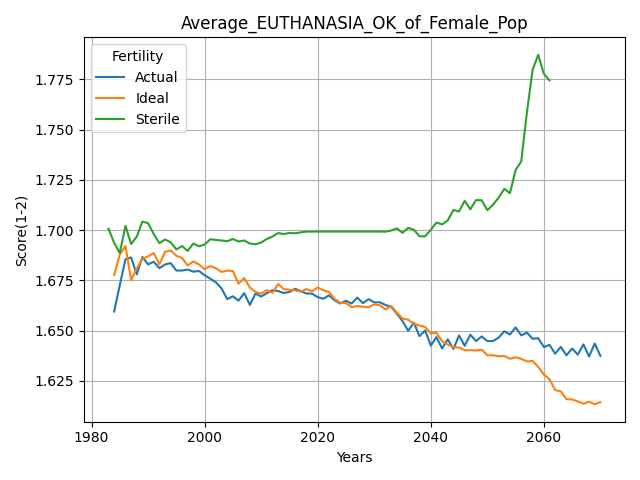 Average_EUTHANASIA_OK_of_Female_Pop
Fertility
Actual
Ideal
Sterile
1.775
1.750
1.725
1.700
1.675
1.650
1.625
Score(1-2)
1980
2000
2020
2040
2060
Years